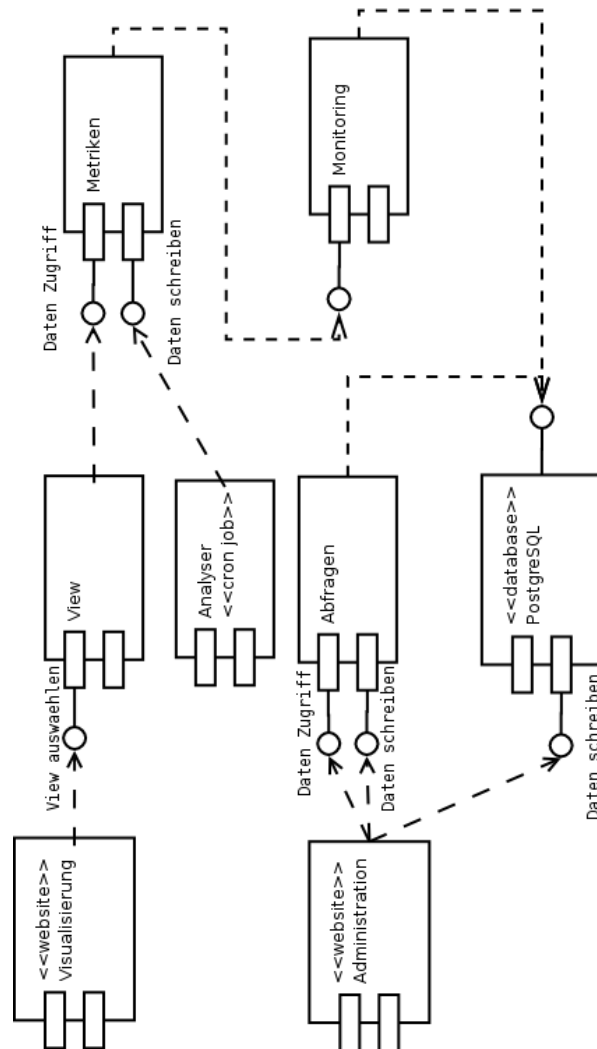 <<website>>
Visualisierung
View auswaehlen
View
Daten Zugriff
Metriken
Daten schreiben
Analyser
<<cron job>>
<<website>>
Administration
Daten Zugriff
Abfragen
Daten schreiben
Monitoring
<<database>>
PostgreSQL
Daten schreiben